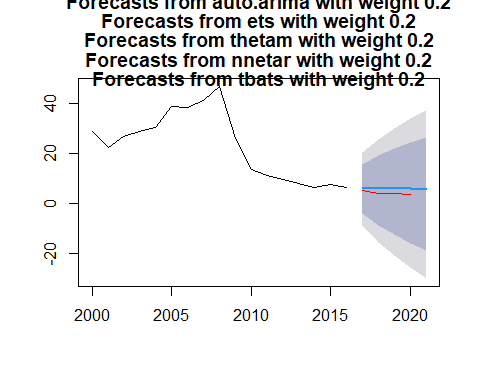 Forecasts from auto.arima with weight 0.2
Forecasts from ets with weight 0.2
Forecasts from thetam with weight 0.2
Forecasts from nnetar with weight 0.2
Forecasts from tbats with weight 0.2
40
20
0
-20
2000 2005 2010 2015 2020